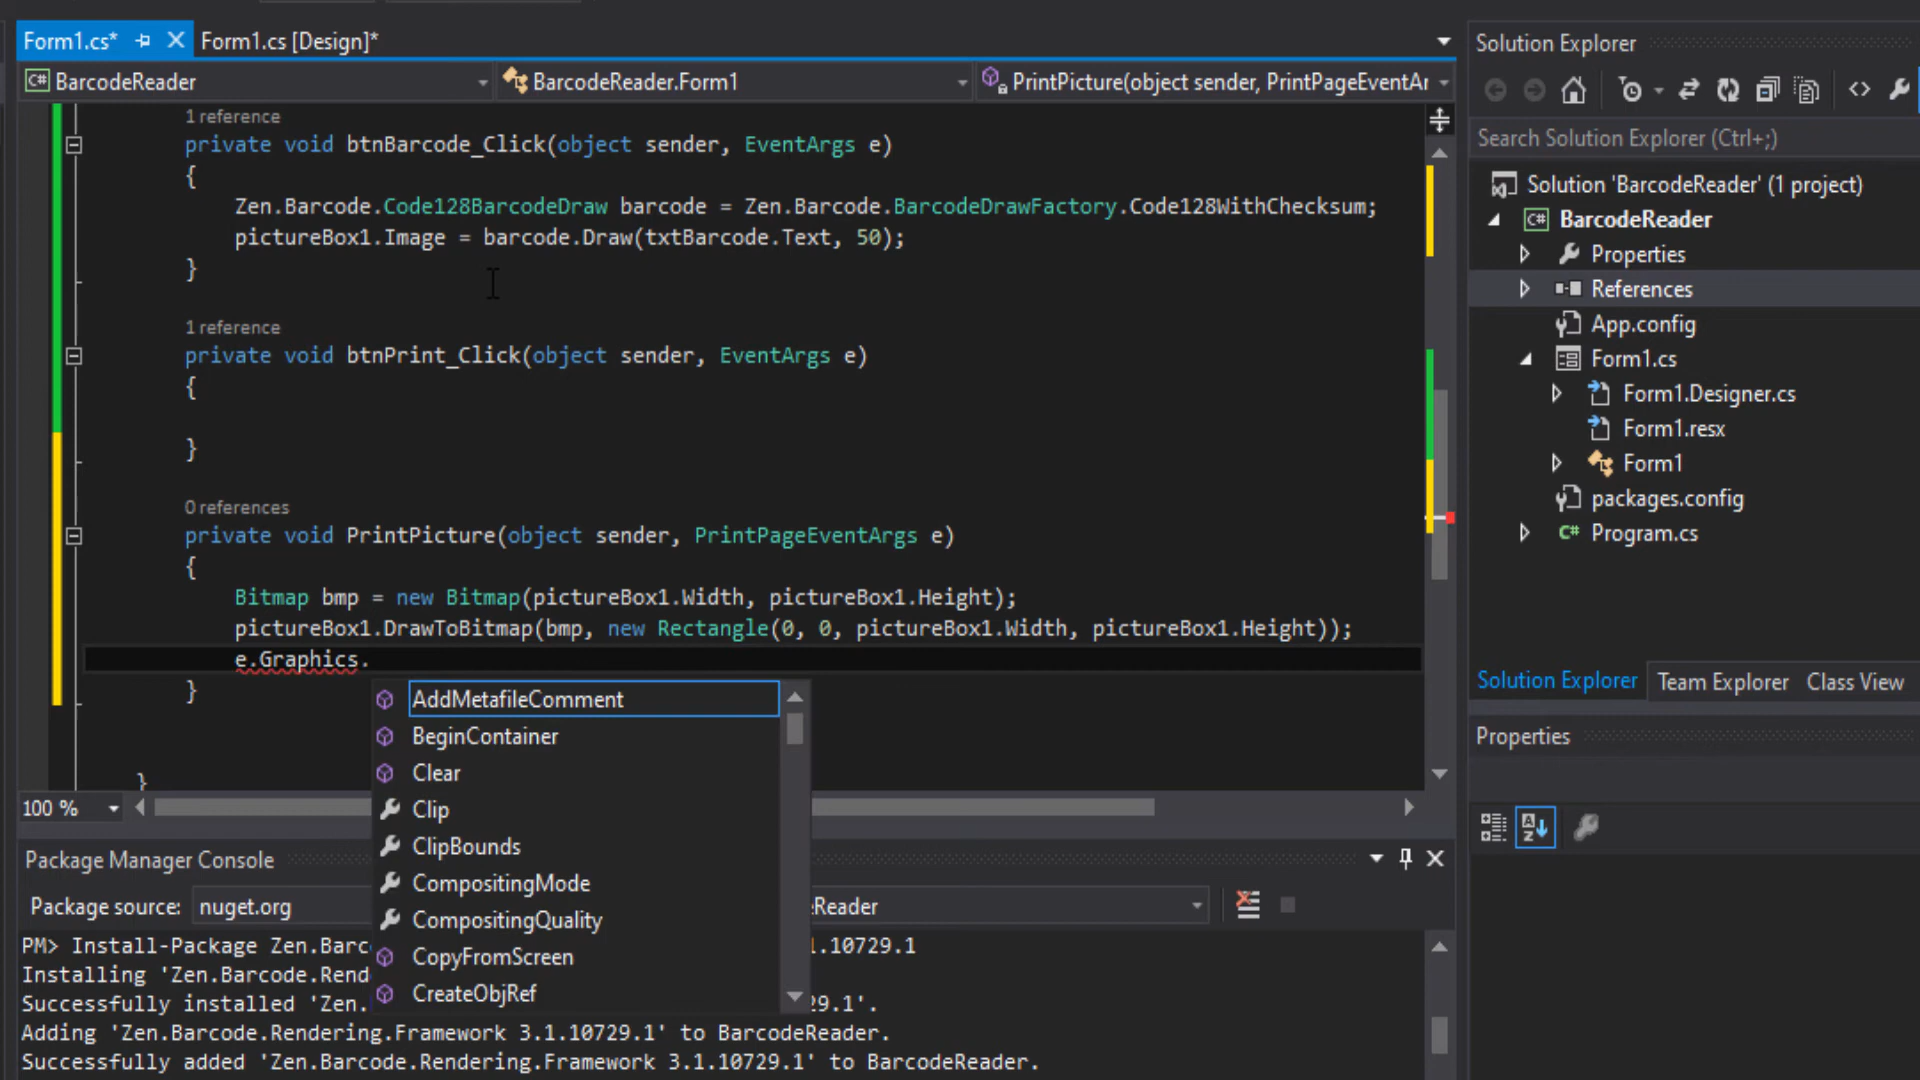 Form1.cs*
Form1.cs [Design]*
BarcodeReader
BarcodeReader.Form1
PrintPicture(object sender, PrintPageEventAr
1 reference
private void btnBarcode_Click(object sender, EventArgs e)
{
Zen.Barcode.Code128BarcodeDraw barcode = Zen.Barcode.BarcodeDrawFactory.Code128WithChecksum;
pictureBox1.Image = barcode.Draw(txtBarcode.Text, 50);
}
1 reference
private void btnPrint_Click(object sender, EventArgs e)
{
}
0 references
private void PrintPicture(object sender, PrintPageEventArgs e)
{
Bitmap bmp = new Bitmap(pictureBox1.Width, pictureBox1.Height);
pictureBox1.DrawToBitmap(bmp, new Rectangle(0, 0, pictureBox1.Width, pictureBox1.Height));
e.Graphics.
}
AddMetafileComment
BeginContainer
Clear
Clip
ClipBounds
CompositingMode
CompositingQuality
CopyFromScreen
CreateObjRef
}
100 %
Package Manager Console
Package source: nuget.org
eReader
PM> Install-Package Zen.Barc 1.10729.1
Installing 'Zen.Barcode.Rend
Successfully installed 'Zen. 29.1'.
Adding 'Zen.Barcode.Rendering.Framework 3.1.10729.1' to BarcodeReader.
Successfully added 'Zen.Barcode.Rendering.Framework 3.1.10729.1' to BarcodeReader.
Solution Explorer
Search Solution Explorer (Ctrl+;)
Solution 'BarcodeReader' (1 project)
C# BarcodeReader
Properties
References
App.config
Form1.cs
Form1.Designer.cs
Form1.resx
Form1
packages.config
C# Program.cs
Solution Explorer
Team Explorer
Class View
Properties